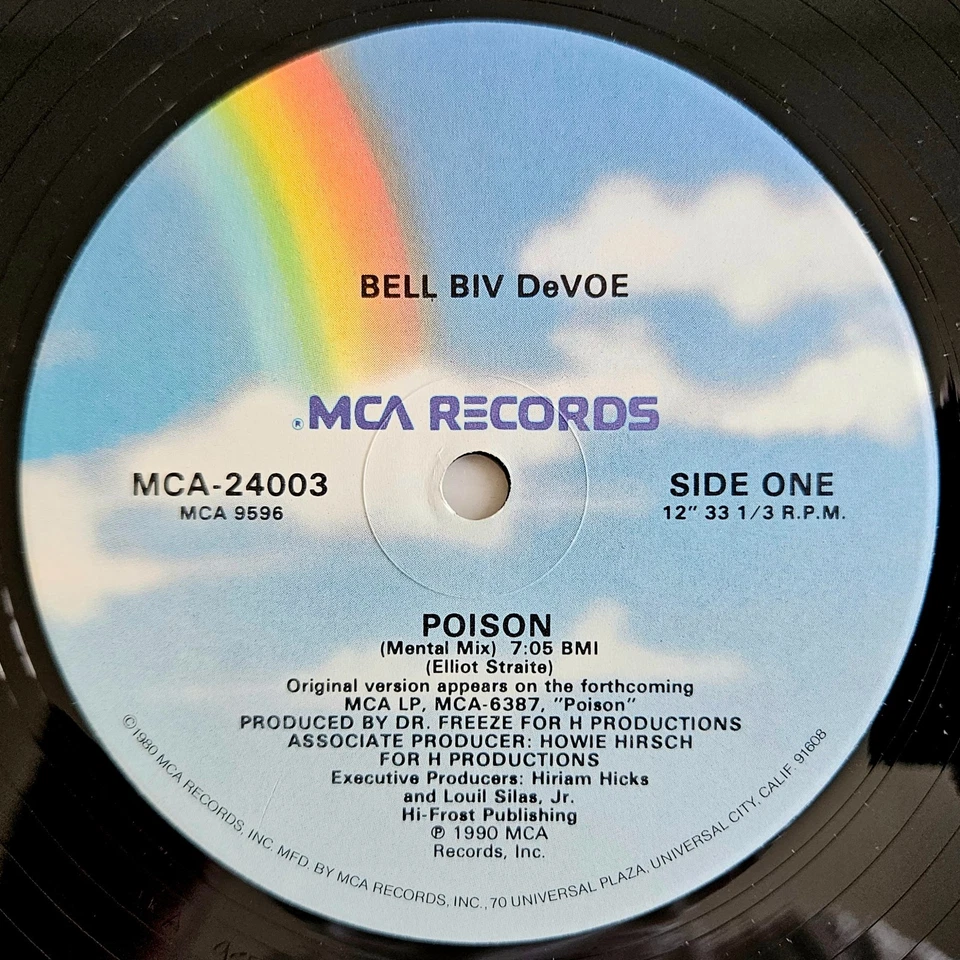 BELL BIV DeVOE
® MCA RECORDS
MCA-24003
MCA 9596
SIDE ONE
12" 33 1/3 R.P.M.
POISON
(Mental Mix) 7:05 BMI
(Elliot Straite)
Original version appears on the forthcoming
MCA LP, MCA-6387, "Poison"
PRODUCED BY DR. FREEZE FOR H PRODUCTIONS
ASSOCIATE PRODUCER: HOWIE HIRSCH
FOR H PRODUCTIONS
Executive Producers: Hiriam Hicks
and Louil Silas, Jr.
Hi-Frost Publishing
℗ 1990 MCA
Records, Inc.
©1980 MCA RECORDS, INC. MFD. BY MCA RECORDS, INC., 70 UNIVERSAL PLAZA, UNIVERSAL CITY, CALIF. 91608